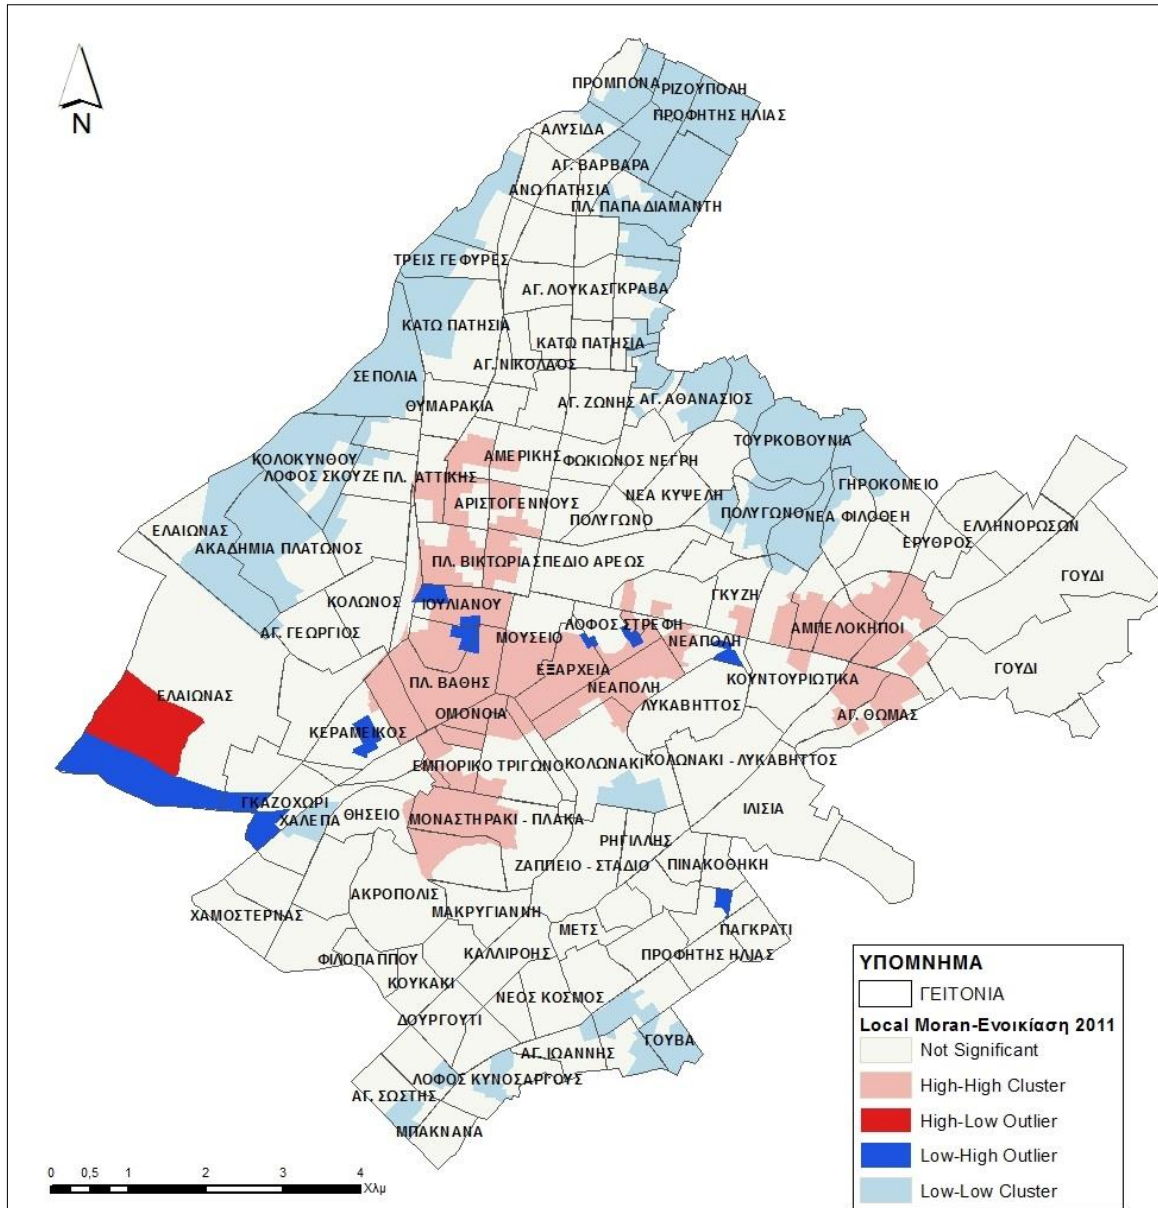 N
ΠΡΟΜΠΟΝΑ
ΡΙΖΟΥΠΟΛΗ
ΠΡΟΦΗΤΗΣ ΗΛΙΑΣ
ΑΛΥΣΙΔΑ
ΑΓ. ΒΑΡΒΑΡΑ
ΑΝΩ ΠΑΤΗΣΙΑ
ΠΛ. ΠΑΠΑΔΙΑΜΑΝΤΗ
ΤΡΕΙΣ ΓΕΦΥΡΕΣ
ΑΓ. ΛΟΥΚΑΣ
ΓΚΡΑΒΑ
ΚΑΤΩ ΠΑΤΗΣΙΑ
ΚΑΤΩ ΠΑΤΗΣΙΑ
ΑΓ. ΝΙΚΟΛΑΟΣ
ΣΕΠΟΛΙΑ
ΘΥΜΑΡΑΚΙΑ
ΑΓ. ΖΩΝΗΣ
ΑΓ. ΑΘΑΝΑΣΙΟΣ
ΤΟΥΡΚΟΒΟΥΝΙΑ
ΚΟΛΟΚΥΝΘΟΥ
ΛΟΦΟΣ ΣΚΟΥΖΕ
ΠΛ. ΑΤΤΙΚΗΣ
ΑΜΕΡΙΚΗΣ
ΦΩΚΙΩΝΟΣ ΝΕΓΡΗ
ΓΗΡΟΚΟΜΕΙΟ
ΑΡΙΣΤΟΓΕΝΝΟΥΣ
ΝΕΑ ΚΥΨΕΛΗ
ΠΟΛΥΓΩΝΟ
ΠΟΛΥΓΩΝΟ
ΝΕΑ ΦΙΛΟΘΕΗ
ΕΛΛΗΝΟΡΩΣΩΝ
ΕΡΥΘΡΟΣ
ΕΛΑΙΩΝΑΣ
ΑΚΑΔΗΜΙΑ ΠΛΑΤΩΝΟΣ
ΠΛ. ΒΙΚΤΩΡΙΑΣ
ΠΕΔΙΟ ΑΡΕΩΣ
ΓΟΥΔΙ
ΚΟΛΩΝΟΣ
ΙΟΥΛΙΑΝΟΥ
ΓΚΥΖΗ
ΑΓ. ΓΕΩΡΓΙΟΣ
ΜΟΥΣΕΙΟ
ΛΟΦΟΣ ΣΤΡΕΦΗ
ΝΕΑΠΟΛΗ
ΑΜΠΕΛΟΚΗΠΟΙ
ΓΟΥΔΙ
ΕΛΑΙΩΝΑΣ
ΠΛ. ΒΑΘΗΣ
ΕΞΑΡΧΕΙΑ
ΝΕΑΠΟΛΗ
ΚΟΥΝΤΟΥΡΙΩΤΙΚΑ
ΛΥΚΑΒΗΤΤΟΣ
ΑΓ. ΘΩΜΑΣ
ΟΜΟΝΟΙΑ
ΚΕΡΑΜΕΙΚΟΣ
ΕΜΠΟΡΙΚΟ ΤΡΙΓΩΝΟ
ΚΟΛΩΝΑΚΙ
ΚΟΛΩΝΑΚΙ - ΛΥΚΑΒΗΤΤΟΣ
ΓΚΑΖΟΧΩΡΙ
ΧΑΛΕΠΑ
ΘΗΣΕΙΟ
ΜΟΝΑΣΤΗΡΑΚΙ - ΠΛΑΚΑ
ΙΛΙΣΙΑ
ΡΗΓΙΛΛΗΣ
ΖΑΠΠΕΙΟ - ΣΤΑΔΙΟ
ΠΙΝΑΚΟΘΗΚΗ
ΑΚΡΟΠΟΛΙΣ
ΧΑΜΟΣΤΕΡΝΑΣ
ΜΑΚΡΥΓΙΑΝΝΗ
ΜΕΤΣ
ΠΑΓΚΡΑΤΙ
ΦΙΛΟΠΑΠΠΟΥ
ΚΑΛΛΙΡΟΗΣ
ΠΡΟΦΗΤΗΣ ΗΛΙΑΣ
ΚΟΥΚΑΚΙ
ΝΕΟΣ ΚΟΣΜΟΣ
ΔΟΥΡΓΟΥΤΙ
ΓΟΥΒΑ
ΑΓ. ΙΩΑΝΝΗΣ
ΛΟΦΟΣ ΚΥΝΟΣΑΡΓΟΥΣ
ΑΓ. ΣΩΣΤΗΣ
ΜΠΑΚΝΑΝΑ
0 0,5 1 2 3 4
Χλμ
ΥΠΟΜΝΗΜΑ
ΓΕΙΤΟΝΙΑ
Local Moran-Ενοικίαση 2011
Not Significant
High-High Cluster
High-Low Outlier
Low-High Outlier
Low-Low Cluster